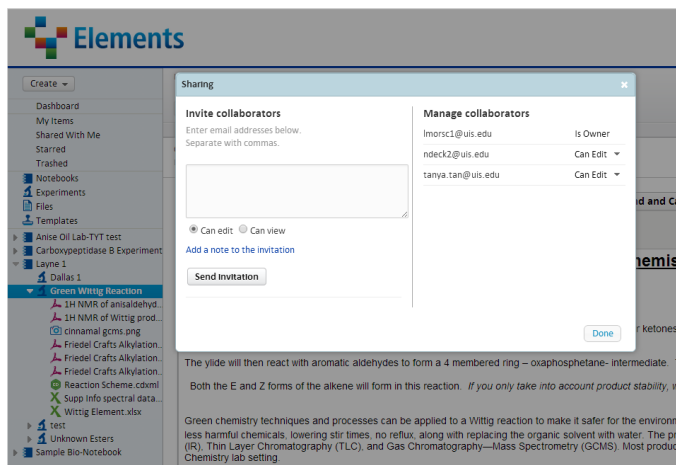 Elements
Create
Dashboard
My Items
Shared With Me
Starred
Trashed
Notebooks
Experiments
Files
Templates
Anise Oil Lab-TYT test
Carboxypeptidase B Experiment
Layne 1
Dallas 1
Green Wittig Reaction
1H NMR of anisaldehyd...
1H NMR of Wittig prod...
cinnamal gcms.png
Friedel Crafts Alkylation...
Friedel Crafts Alkylation...
Friedel Crafts Alkylation...
Reaction Scheme.cdxml
Supp Info spectral data...
Wittig Element.xlsx
test
Unknown Esters
Sample Bio-Notebook
Sharing
Invite collaborators
Enter email addresses below.
Separate with commas.
Can edit Can view
Add a note to the invitation
Send Invitation
Manage collaborators
lmorsc1@uis.edu Is Owner
ndeck2@uis.edu Can Edit
tanya.tan@uis.edu Can Edit
Done
nd and Ca
hemis
r ketones
The ylide will then react with aromatic aldehydes to form a 4 membered ring – oxaphosphetane- intermediate.
Both the E and Z forms of the alkene will form in this reaction. If you only take into account product stability,
Green chemistry techniques and processes can be applied to a Wittig reaction to make it safer for the environm
less harmful chemicals, lowering stir times, no reflux, along with replacing the organic solvent with water. The pr
(IR), Thin Layer Chromatography (TLC), and Gas Chromatography—Mass Spectrometry (GCMS). Most produc
Chemistry lab setting.